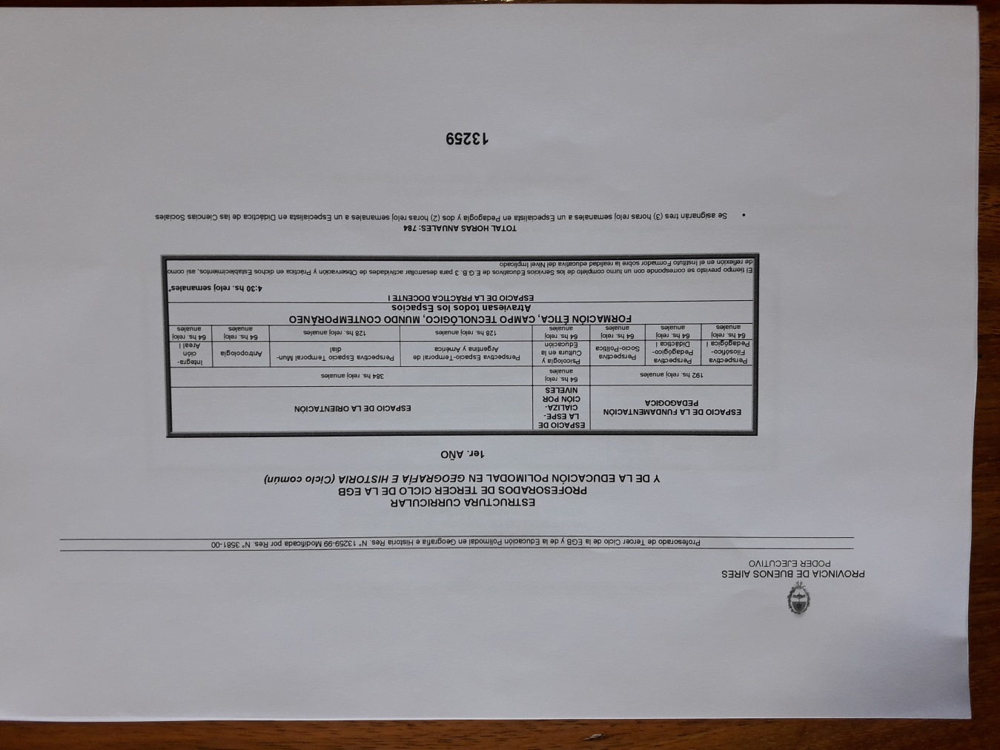 PROVINCIA DE BUENOS AIRES
PODER EJECUTIVO
Profesorado de Tercer Ciclo de la EGB y de la Educación Polimodal en Geografía e Historia Res. N° 13259-99 Modificada por Res. N° 3581-00
ESTRUCTURA CURRICULAR
PROFESORADOS DE TERCER CICLO DE LA EGB
Y DE LA EDUCACIÓN POLIMODAL EN GEOGRAFÍA E HISTORIA (Ciclo común)
1er. AÑO
ESPACIO DE LA FUNDAMENTACIÓN
PEDAGOGICA
ESPACIO DE
LA ESPE-
CIALIZA-
CIÓN POR
NIVELES
ESPACIO DE LA ORIENTACIÓN
192 hs. reloj anuales
64 hs. reloj
anuales
384 hs. reloj anuales
Perspectiva
Filosófico-
Pedagógica I
Perspectiva
Pedagógico-
Didáctica I
Perspectiva
Socio-Política
Psicología y
Cultura en la
Educación
Perspectiva Espacio-Temporal de
Argentina y América
Perspectiva Espacio Temporal Mun-
dial
Antropología
Integra-
ción
Areal I
64 hs. reloj
anuales
64 hs. reloj
anuales
64 hs. reloj
anuales
64 hs. reloj
anuales
128 hs. reloj anuales
128 hs. reloj anuales
64 hs. reloj
anuales
64 hs. reloj
anuales
FORMACIÓN ÉTICA, CAMPO TECNOLÓGICO, MUNDO CONTEMPORÁNEO
Atraviesan todos los Espacios
ESPACIO DE LA PRÁCTICA DOCENTE I
4:30 hs. reloj semanales*
El tiempo previsto se corresponde con un turno completo de los Servicios Educativos de E.G.B. 3 para desarrollar actividades de Observación y Práctica en dichos Establecimientos, así como
de reflexión en el Instituto Formador sobre la realidad educativa del Nivel Implicado
TOTAL HORAS ANUALES: 784
• Se asignarán tres (3) horas reloj semanales a un Especialista en Pedagogía y dos (2) horas reloj semanales a un Especialista en Didáctica de las Ciencias Sociales
13259